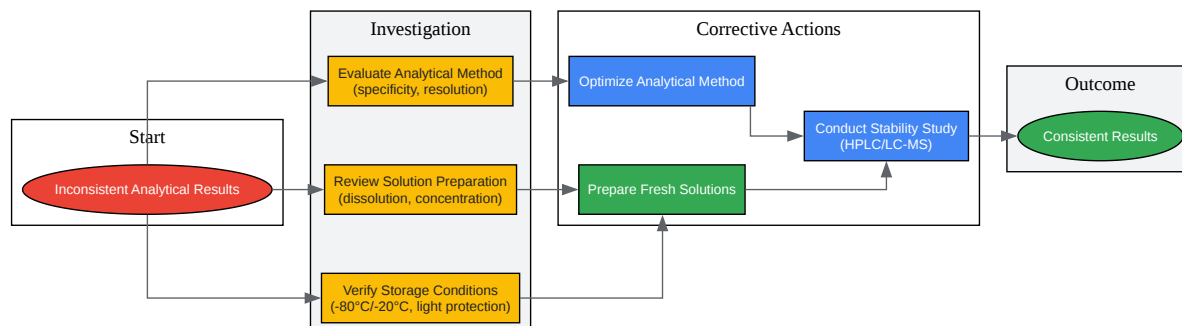 Start
Inconsistent Analytical Results
Investigation
Evaluate Analytical Method
(specificity, resolution)
Review Solution Preparation
(dissolution, concentration)
Verify Storage Conditions
(-80°C/-20°C, light protection)
Corrective Actions
Optimize Analytical Method
Prepare Fresh Solutions
Conduct Stability Study
(HPLC/LC-MS)
Outcome
Consistent Results